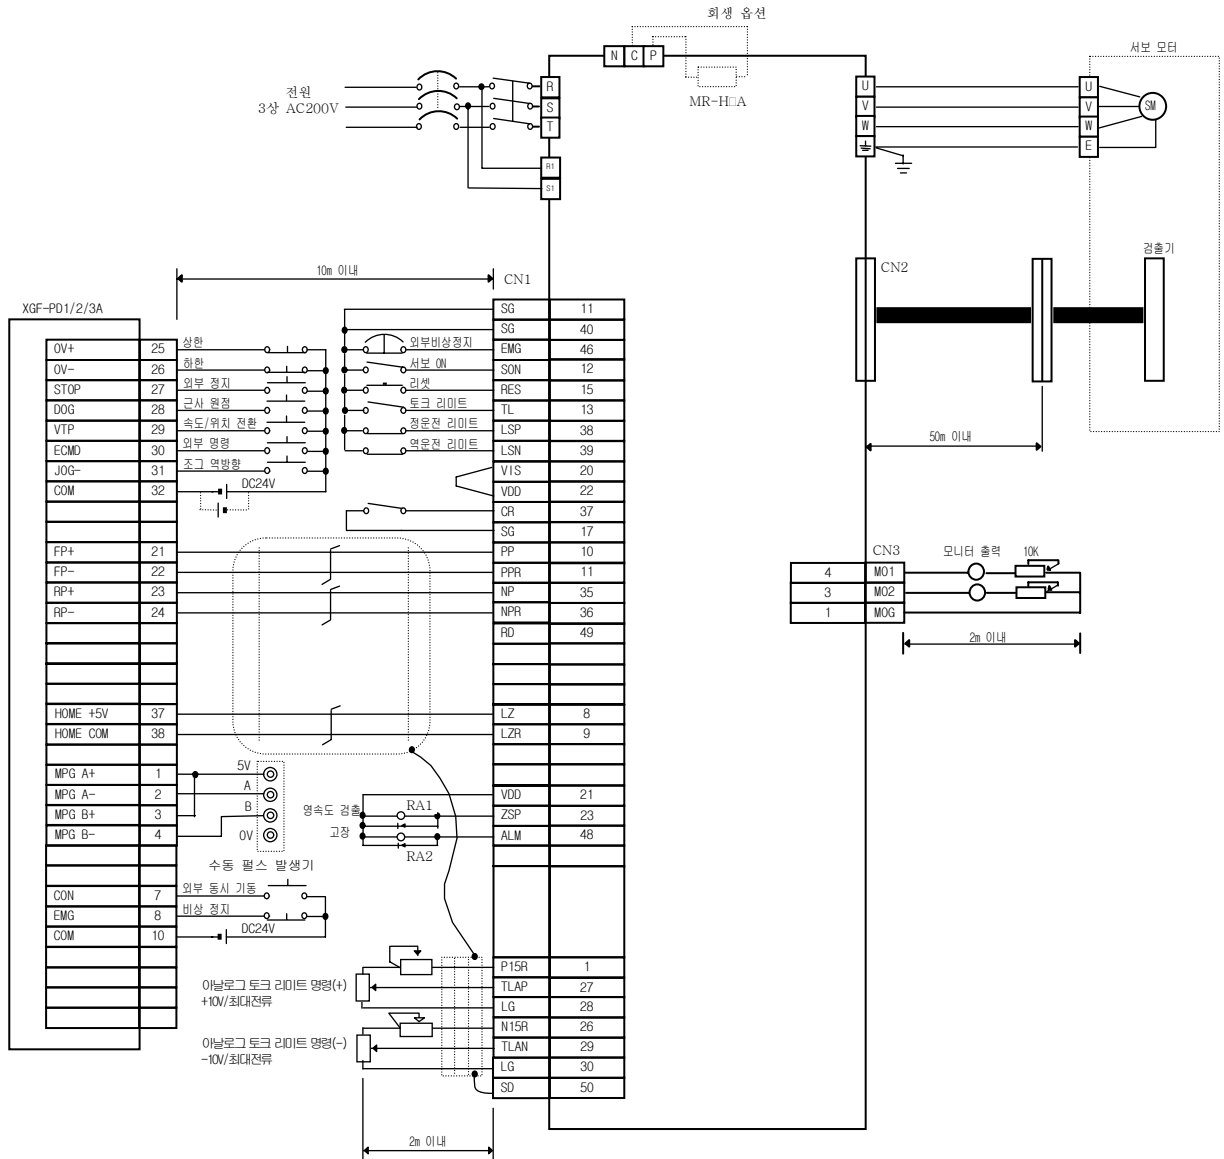 회생 옵션
N C P
MR-H□A
전원
3상 AC200V
R
S
T
R1
S1
U
V
W
서보 모터
U
V
W
E
SM
10m 이내
CN1
CN2
검출기
50m 이내
XGF-PD1/2/3A
OV+ 25 상한
OV- 26 하한
STOP 27 외부 정지
DOG 28 근사 원점
VTP 29 속도/위치 전환
ECMD 30 외부 명령
JOG- 31 조그 역방향
COM 32 DC24V
FP+ 21
FP- 22
RP+ 23
RP- 24
HOME +5V 37
HOME COM 38
MPG A+ 1 5V
MPG A- 2 A
MPG B+ 3 B
MPG B- 4 0V
수동 펄스 발생기
CON 7 외부 동시 기동
EMG 8 비상 정지
COM 10 DC24V
SG 11
SG 40
외부비상정지 EMG 46
서보 ON SON 12
리셋 RES 15
토크 리미트 TL 13
정운전 리미트 LSP 38
역운전 리미트 LSN 39
VIS 20
VDD 22
CR 37
SG 17
PP 10
PPR 11
NP 35
NPR 36
RD 49
LZ 8
LZR 9
VDD 21
영속도 검출 RA1 ZSP 23
고장 ALM 48
RA2
P15R 1
아날로그 토크 리미트 명령(+) TLAP 27
+10V/최대전류
LG 28
N15R 26
아날로그 토크 리미트 명령(-) TLAN 29
-10V/최대전류
LG 30
SD 50
2m 이내
CN3 모니터 출력 10K
4 MO1
3 MO2
1 MOG
2m 이내